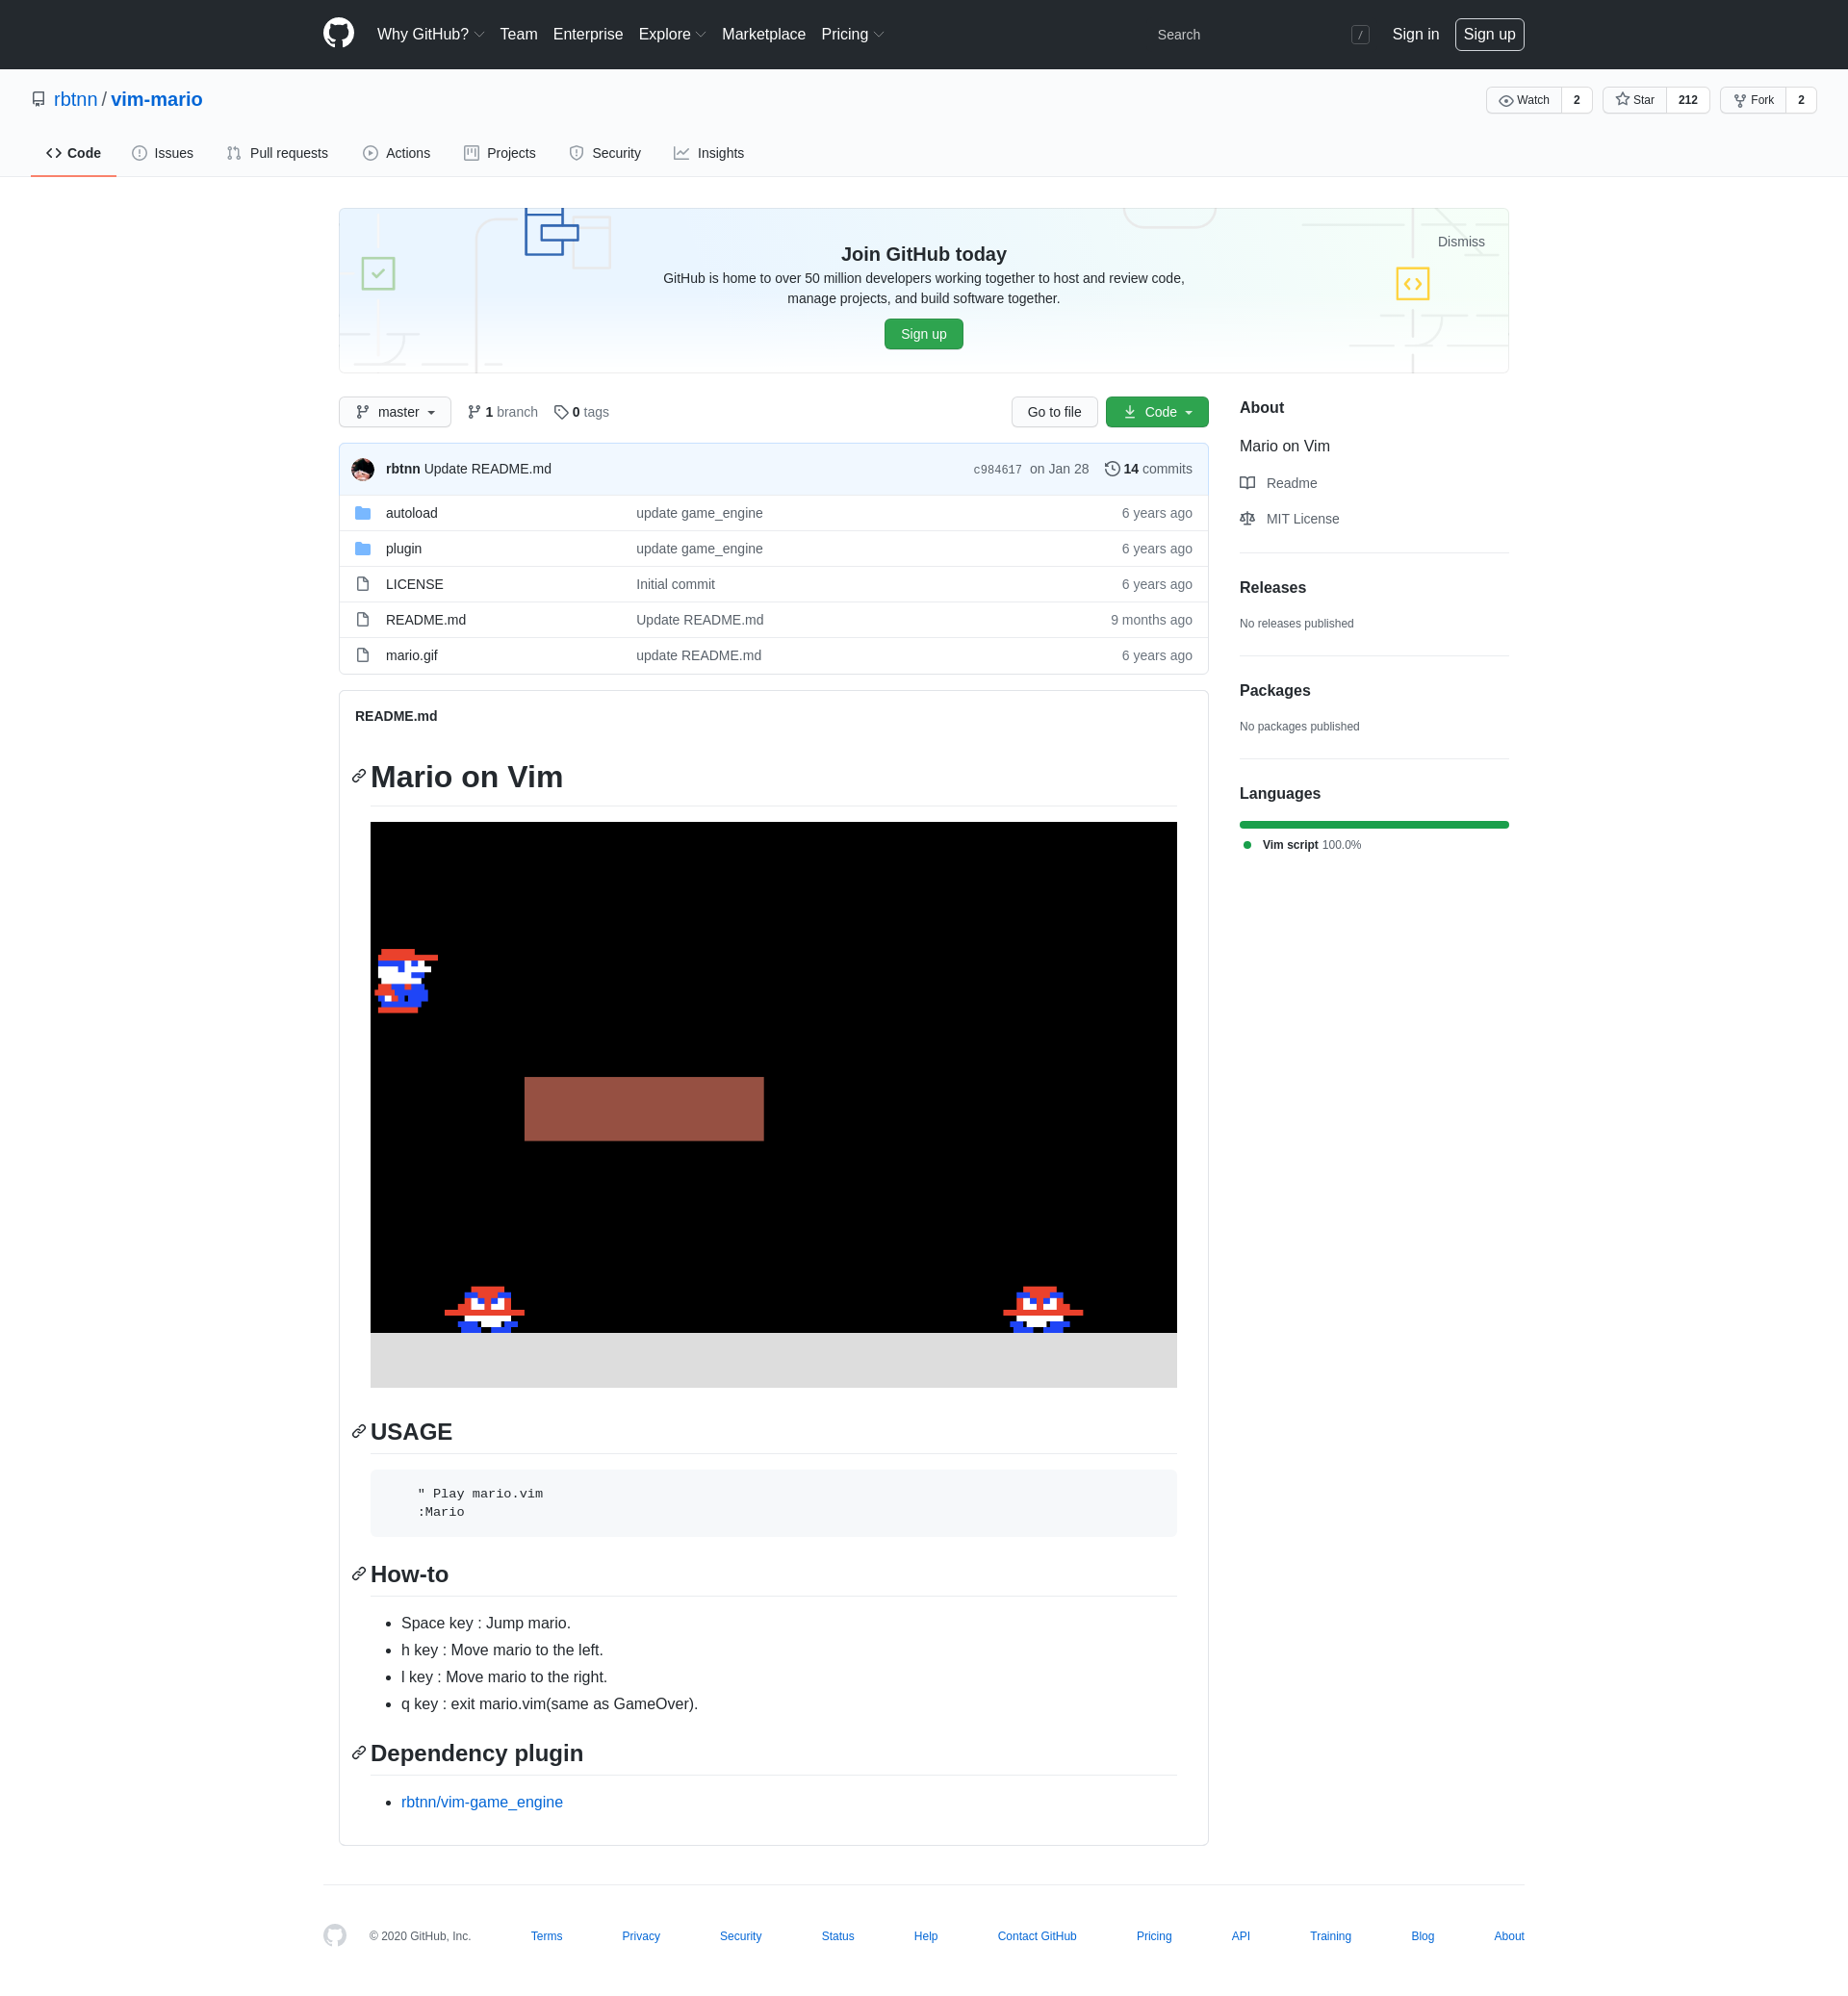 Why GitHub? Team Enterprise Explore Marketplace Pricing Search / Sign in Sign up
rbtnn / vim-mario Watch 2 Star 212 Fork 2
Code Issues Pull requests Actions Projects Security Insights
Join GitHub today
Dismiss
GitHub is home to over 50 million developers working together to host and review code,
manage projects, and build software together.
Sign up
master 1 branch 0 tags Go to file Code
rbtnn Update README.md c984617 on Jan 28 14 commits
autoload update game_engine 6 years ago
plugin update game_engine 6 years ago
LICENSE Initial commit 6 years ago
README.md Update README.md 9 months ago
mario.gif update README.md 6 years ago
About
Mario on Vim
Readme
MIT License
Releases
No releases published
Packages
No packages published
Languages
Vim script 100.0%
README.md
Mario on Vim
USAGE
" Play mario.vim
:Mario
How-to
Space key : Jump mario.
h key : Move mario to the left.
l key : Move mario to the right.
q key : exit mario.vim(same as GameOver).
Dependency plugin
rbtnn/vim-game_engine
© 2020 GitHub, Inc. Terms Privacy Security Status Help Contact GitHub Pricing API Training Blog About